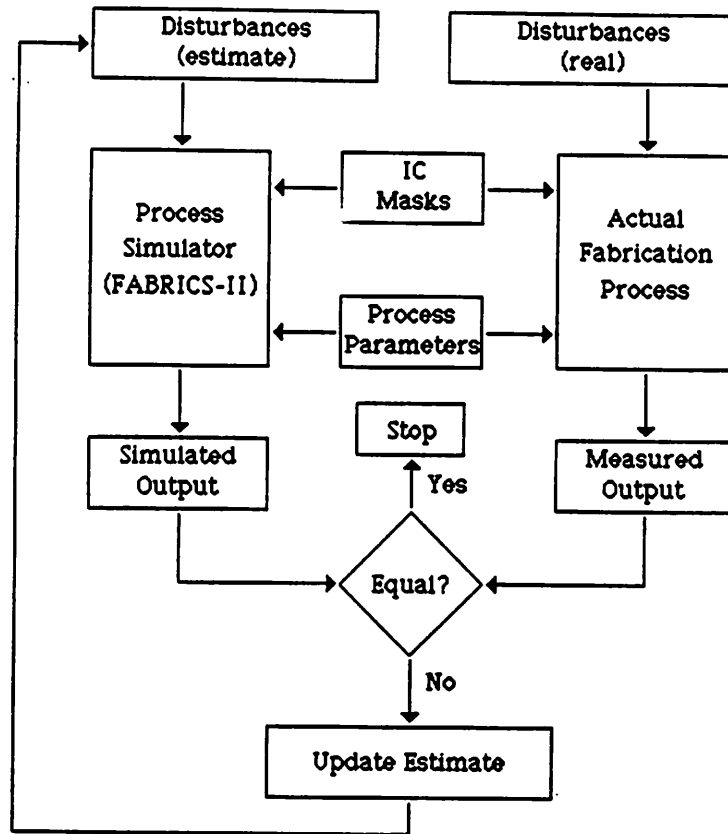 Disturbances
(estimate)
Disturbances
(real)
IC
Masks
Process
Simulator
(FABRICS-II)
Actual
Fabrication
Process
Process
Parameters
Simulated
Output
Stop
Measured
Output
Yes
Equal?
No
Update Estimate